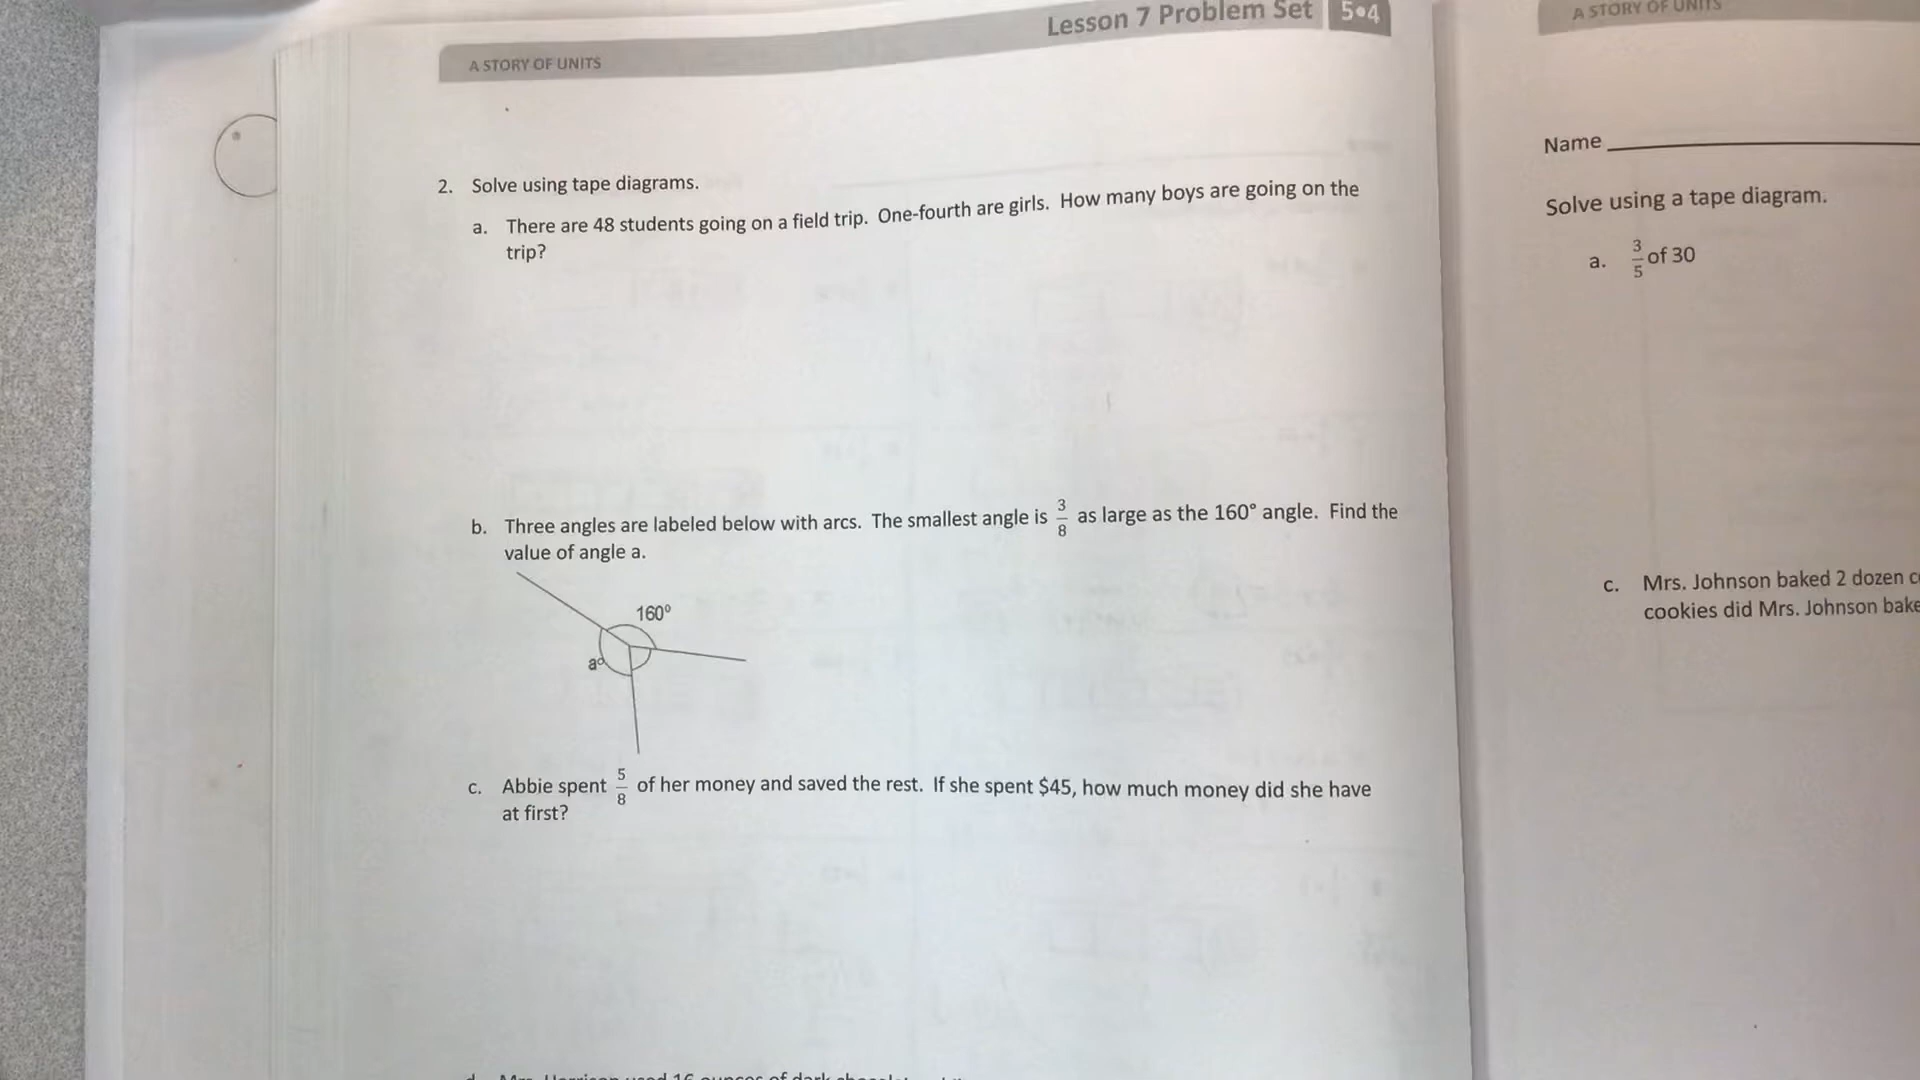 Lesson 7 Problem Set 5•4
A STORY OF UNITS
2. Solve using tape diagrams.
a. There are 48 students going on a field trip. One-fourth are girls. How many boys are going on the
trip?
b. Three angles are labeled below with arcs. The smallest angle is 3/8 as large as the 160° angle. Find the
value of angle a.
160°
a°
c. Abbie spent 5/8 of her money and saved the rest. If she spent $45, how much money did she have
at first?
A STORY OF UNITS
Name
Solve using a tape diagram.
a. 3/5 of 30
c. Mrs. Johnson baked 2 dozen
cookies did Mrs. Johnson bake